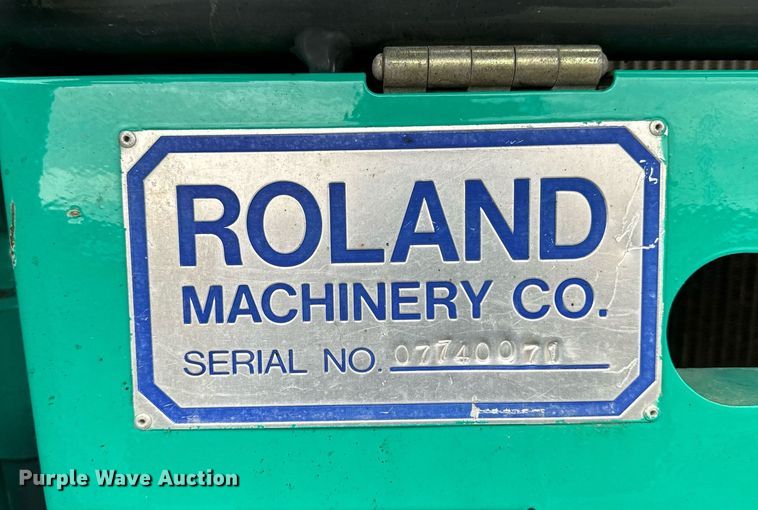 ROLAND
MACHINERY CO.
SERIAL NO. 07740071
Purple Wave Auction